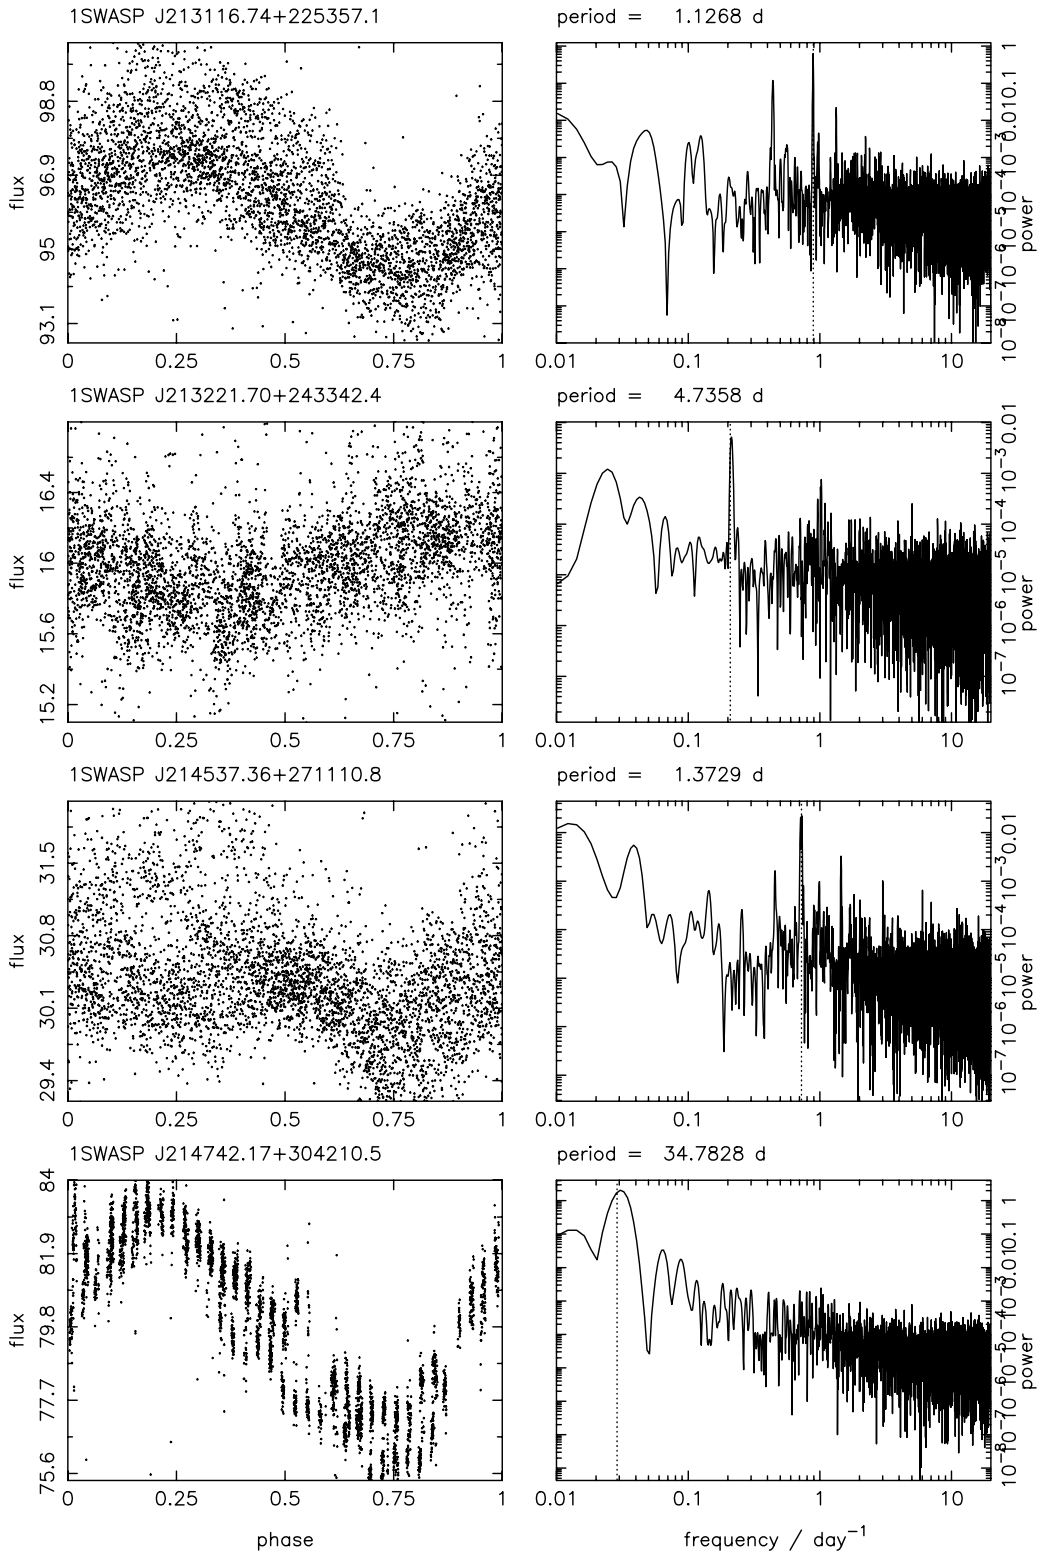 1SWASP J213116.74+225357.1 period = 1.1268 d
flux
98.8
96.9
95
93.1
0 0.25 0.5 0.75 1
1
0.1
0.01
10⁻³
10⁻⁴
10⁻⁵
10⁻⁶
10⁻⁷
10⁻⁸
power
0.01 0.1 1 10
1SWASP J213221.70+243342.4 period = 4.7358 d
flux
16.4
16
15.6
15.2
0 0.25 0.5 0.75 1
0.01
10⁻³
10⁻⁴
10⁻⁵
10⁻⁶
10⁻⁷
power
0.01 0.1 1 10
1SWASP J214537.36+271110.8 period = 1.3729 d
flux
31.5
30.8
30.1
29.4
0 0.25 0.5 0.75 1
0.01
10⁻³
10⁻⁴
10⁻⁵
10⁻⁶
10⁻⁷
power
0.01 0.1 1 10
1SWASP J214742.17+304210.5 period = 34.7828 d
flux
84
81.9
79.8
77.7
75.6
0 0.25 0.5 0.75 1
1
0.1
0.01
10⁻³
10⁻⁴
10⁻⁵
10⁻⁶
10⁻⁷
10⁻⁸
power
0.01 0.1 1 10
phase frequency / day⁻¹